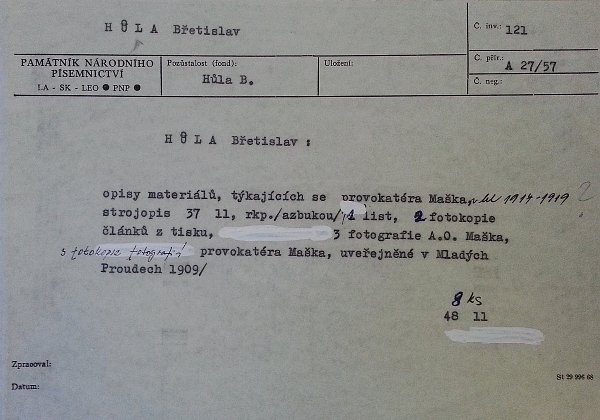 HŮLA Břetislav
Č. inv.: 121
PAMÁTNÍK NÁRODNÍHO
PÍSEMNICTVÍ
LA - SK - LEO ● PNP ●
Pozůstalost (fond):
Hůla B.
Uložení:
Č. přír.: A 27/57
Č. neg.:
HŮLA Břetislav :
opisy materiálů, týkajících se provokatéra Maška, 1914-1919 ?
strojopis 37 ll, rkp./azbukou/ 1 list, 2 fotokopie
článků z tisku, 3 fotografie A.O. Maška,
s fotokopie fotografií provokatéra Maška, uveřejněné v Mladých
Proudech 1909/
8 ks
48 ll
Zpracoval:
Datum:
St 29 996 68